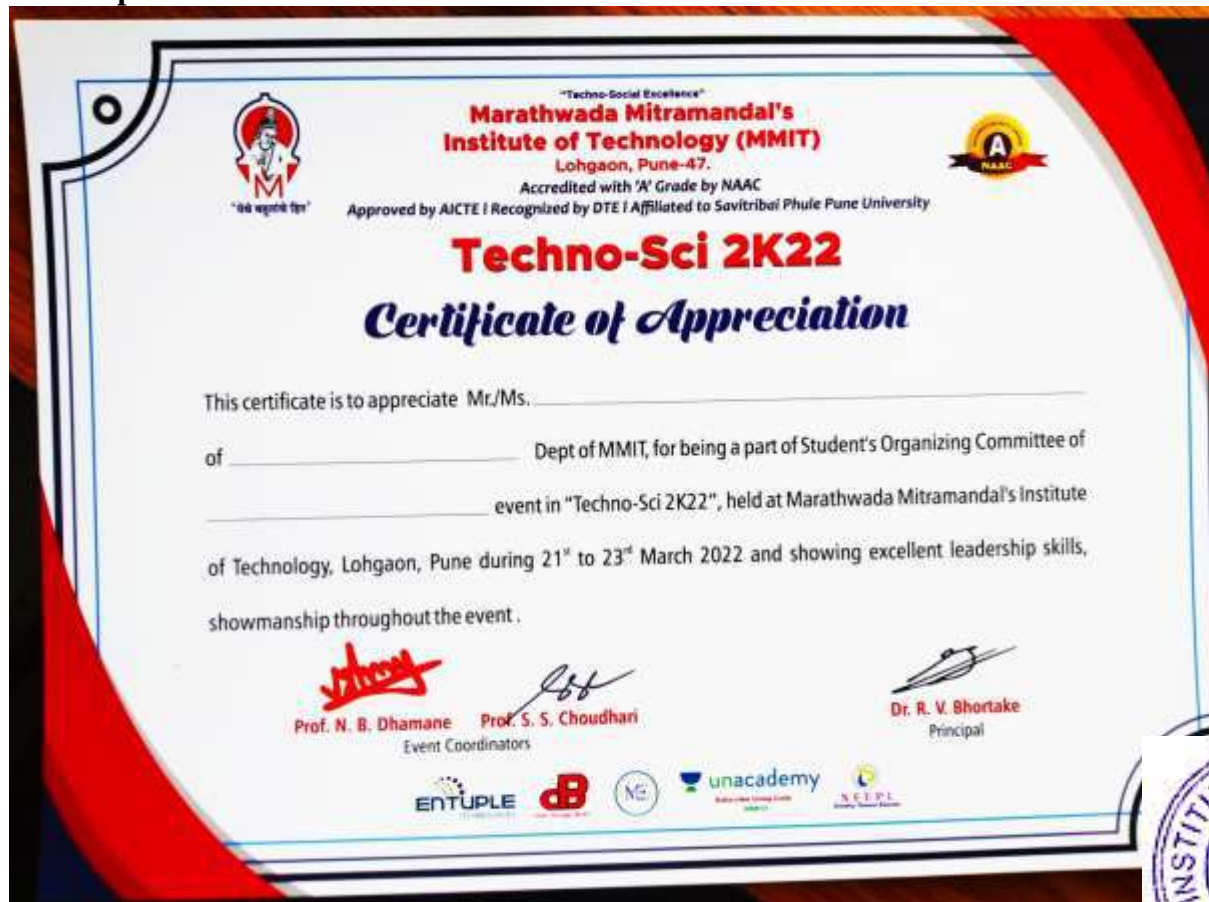 "Techno-Social Excellence"
Marathwada Mitramandal's
Institute of Technology (MMIT)
Lohgaon, Pune-47.
Accredited with 'A' Grade by NAAC
Approved by AICTE I Recognized by DTE I Affiliated to Savitribai Phule Pune University
M
A
NAAC
Techno-Sci 2K22
Certificate of Appreciation
This certificate is to appreciate Mr./Ms.
of Dept of MMIT, for being a part of Student's Organizing Committee of
event in "Techno-Sci 2K22", held at Marathwada Mitramandal's Institute
of Technology, Lohgaon, Pune during 21st to 23rd March 2022 and showing excellent leadership skills,
showmanship throughout the event .
Prof. N. B. Dhamane Prof. S. S. Choudhari
Event Coordinators
Dr. R. V. Bhortake
Principal
ENTUPLE
TECHNOLOGIES
dB
unacademy
NEUPL
INSTIT